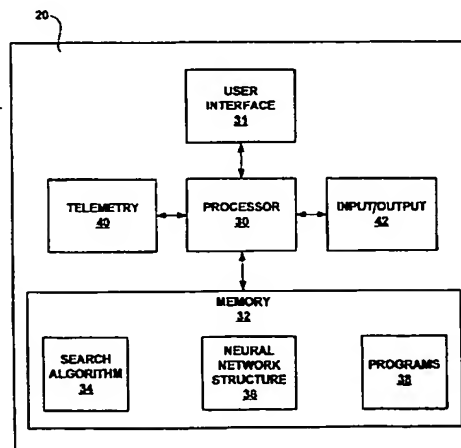 20
USER
INTERFACE
31
TELEMETRY
40
PROCESSOR
30
INPUT/OUTPUT
42
MEMORY
32
SEARCH
ALGORITHM
34
NEURAL
NETWORK
STRUCTURE
36
PROGRAMS
38